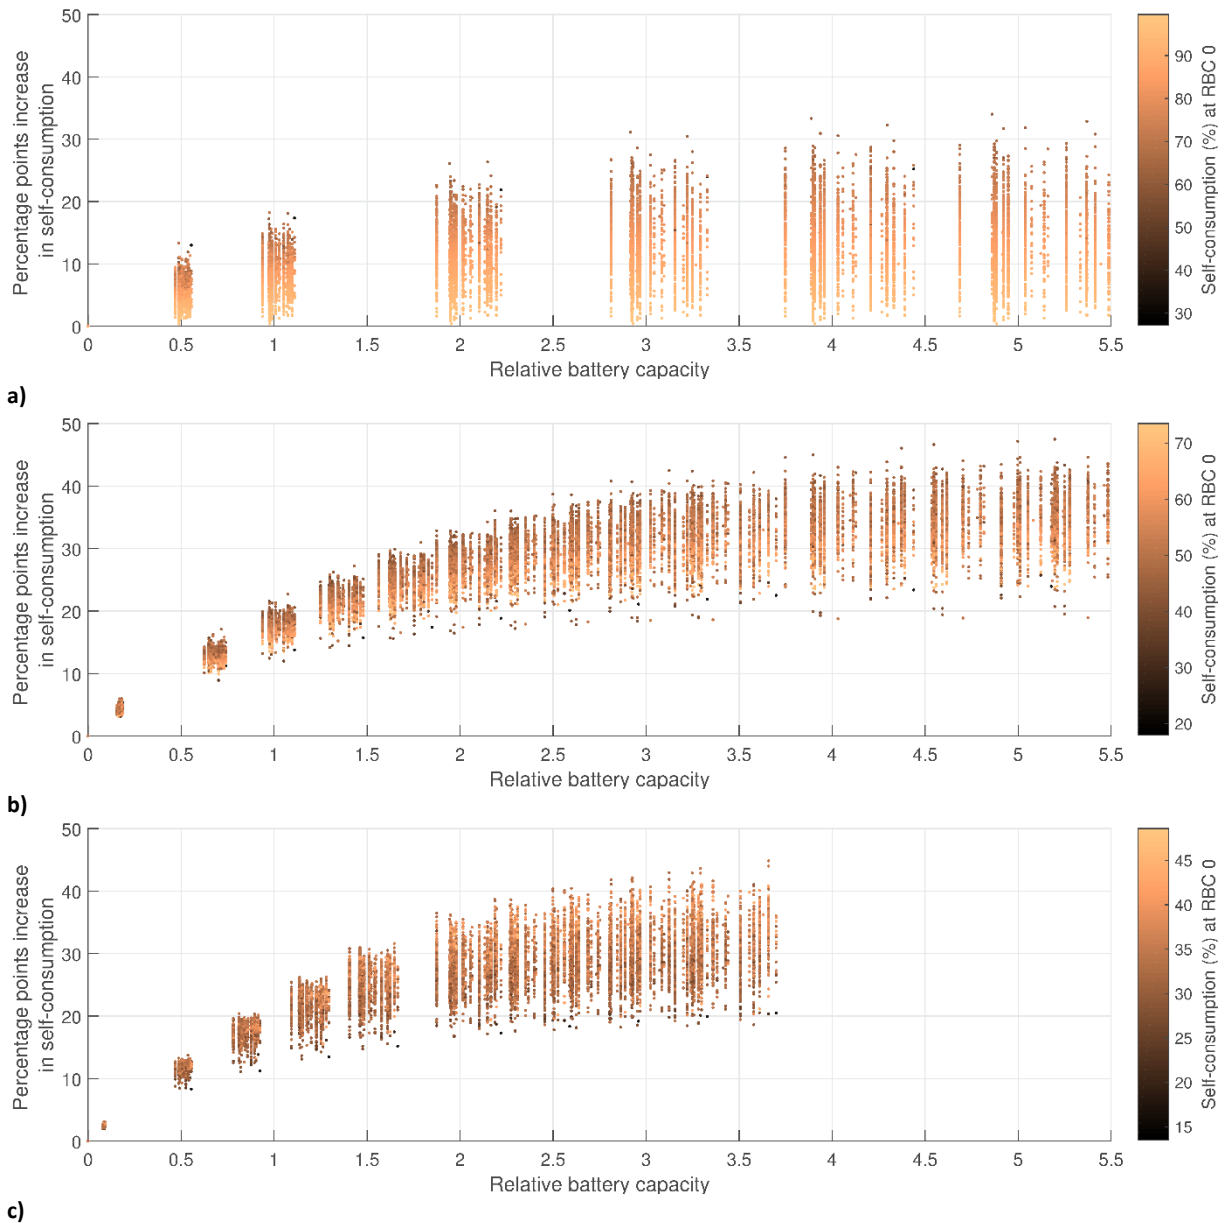 50
40
30
20
10
0
Percentage points increase
in self-consumption
0 0.5 1 1.5 2 2.5 3 3.5 4 4.5 5 5.5
Relative battery capacity
90
80
70
60
50
40
30
Self-consumption (%) at RBC 0
a)
50
40
30
20
10
0
Percentage points increase
in self-consumption
0 0.5 1 1.5 2 2.5 3 3.5 4 4.5 5 5.5
Relative battery capacity
70
60
50
40
30
20
Self-consumption (%) at RBC 0
b)
50
40
30
20
10
0
Percentage points increase
in self-consumption
0 0.5 1 1.5 2 2.5 3 3.5 4 4.5 5 5.5
Relative battery capacity
45
40
35
30
25
20
15
Self-consumption (%) at RBC 0
c)